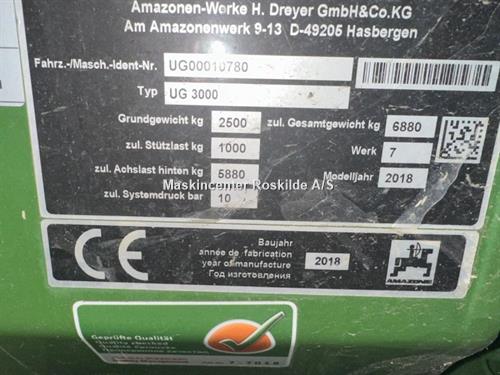 Amazonen-Werke H. Dreyer GmbH&Co.KG
Am Amazonenwerk 9-13 D-49205 Hasbergen
Fahrz.-/Masch.-Ident-Nr. UG00010780
Typ UG 3000
Grundgewicht kg 2500 zul. Gesamtgewicht kg 6880
zul. Stützlast kg 1000 Werk 7
zul. Achslast hinten kg 5880 Modelljahr 2018
zul. Systemdruck bar 10
Maskincenter Roskilde A/S
CE
Baujahr
année de fabrication
year of manufacture 2018
Год изготовления
AMAZONE
Geprüfte Qualität
Quality checked